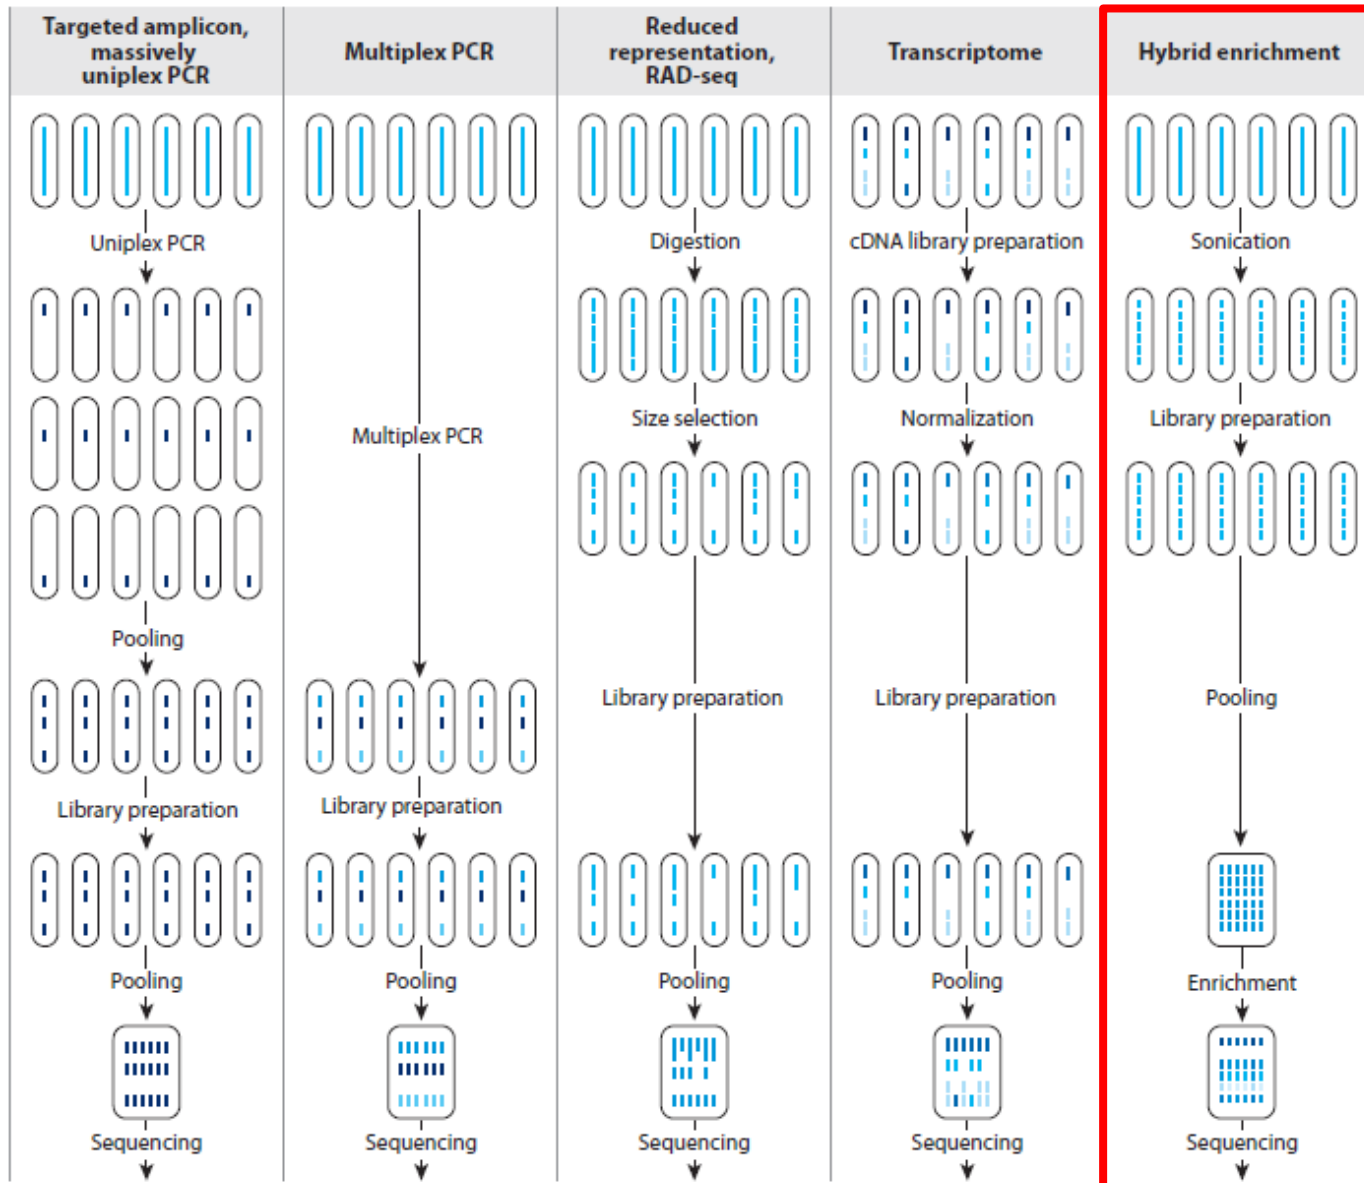 Targeted amplicon,
massively
uniplex PCR
Uniplex PCR
Pooling
Library preparation
Pooling
Sequencing
Multiplex PCR
Multiplex PCR
Library preparation
Pooling
Sequencing
Reduced
representation,
RAD-seq
Digestion
Size selection
Library preparation
Pooling
Sequencing
Transcriptome
cDNA library preparation
Normalization
Library preparation
Pooling
Sequencing
Hybrid enrichment
Sonication
Library preparation
Pooling
Enrichment
Sequencing